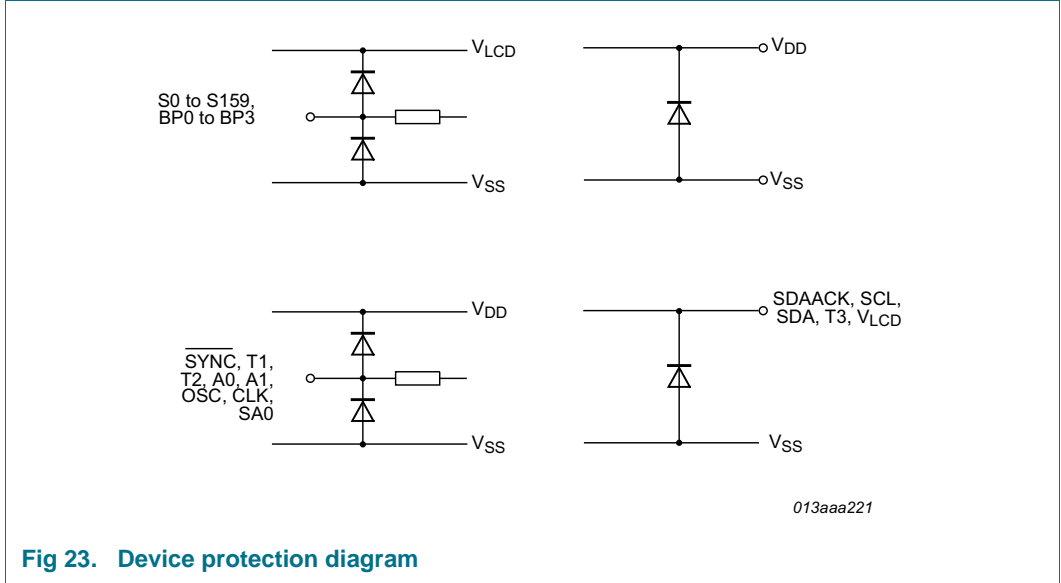 VLCD
S0 to S159,
BP0 to BP3
VSS
VDD
VSS
VDD
SYNC, T1,
T2, A0, A1,
OSC, CLK,
SA0
VSS
SDAACK, SCL,
SDA, T3, VLCD
VSS
013aaa221
Fig 23. Device protection diagram